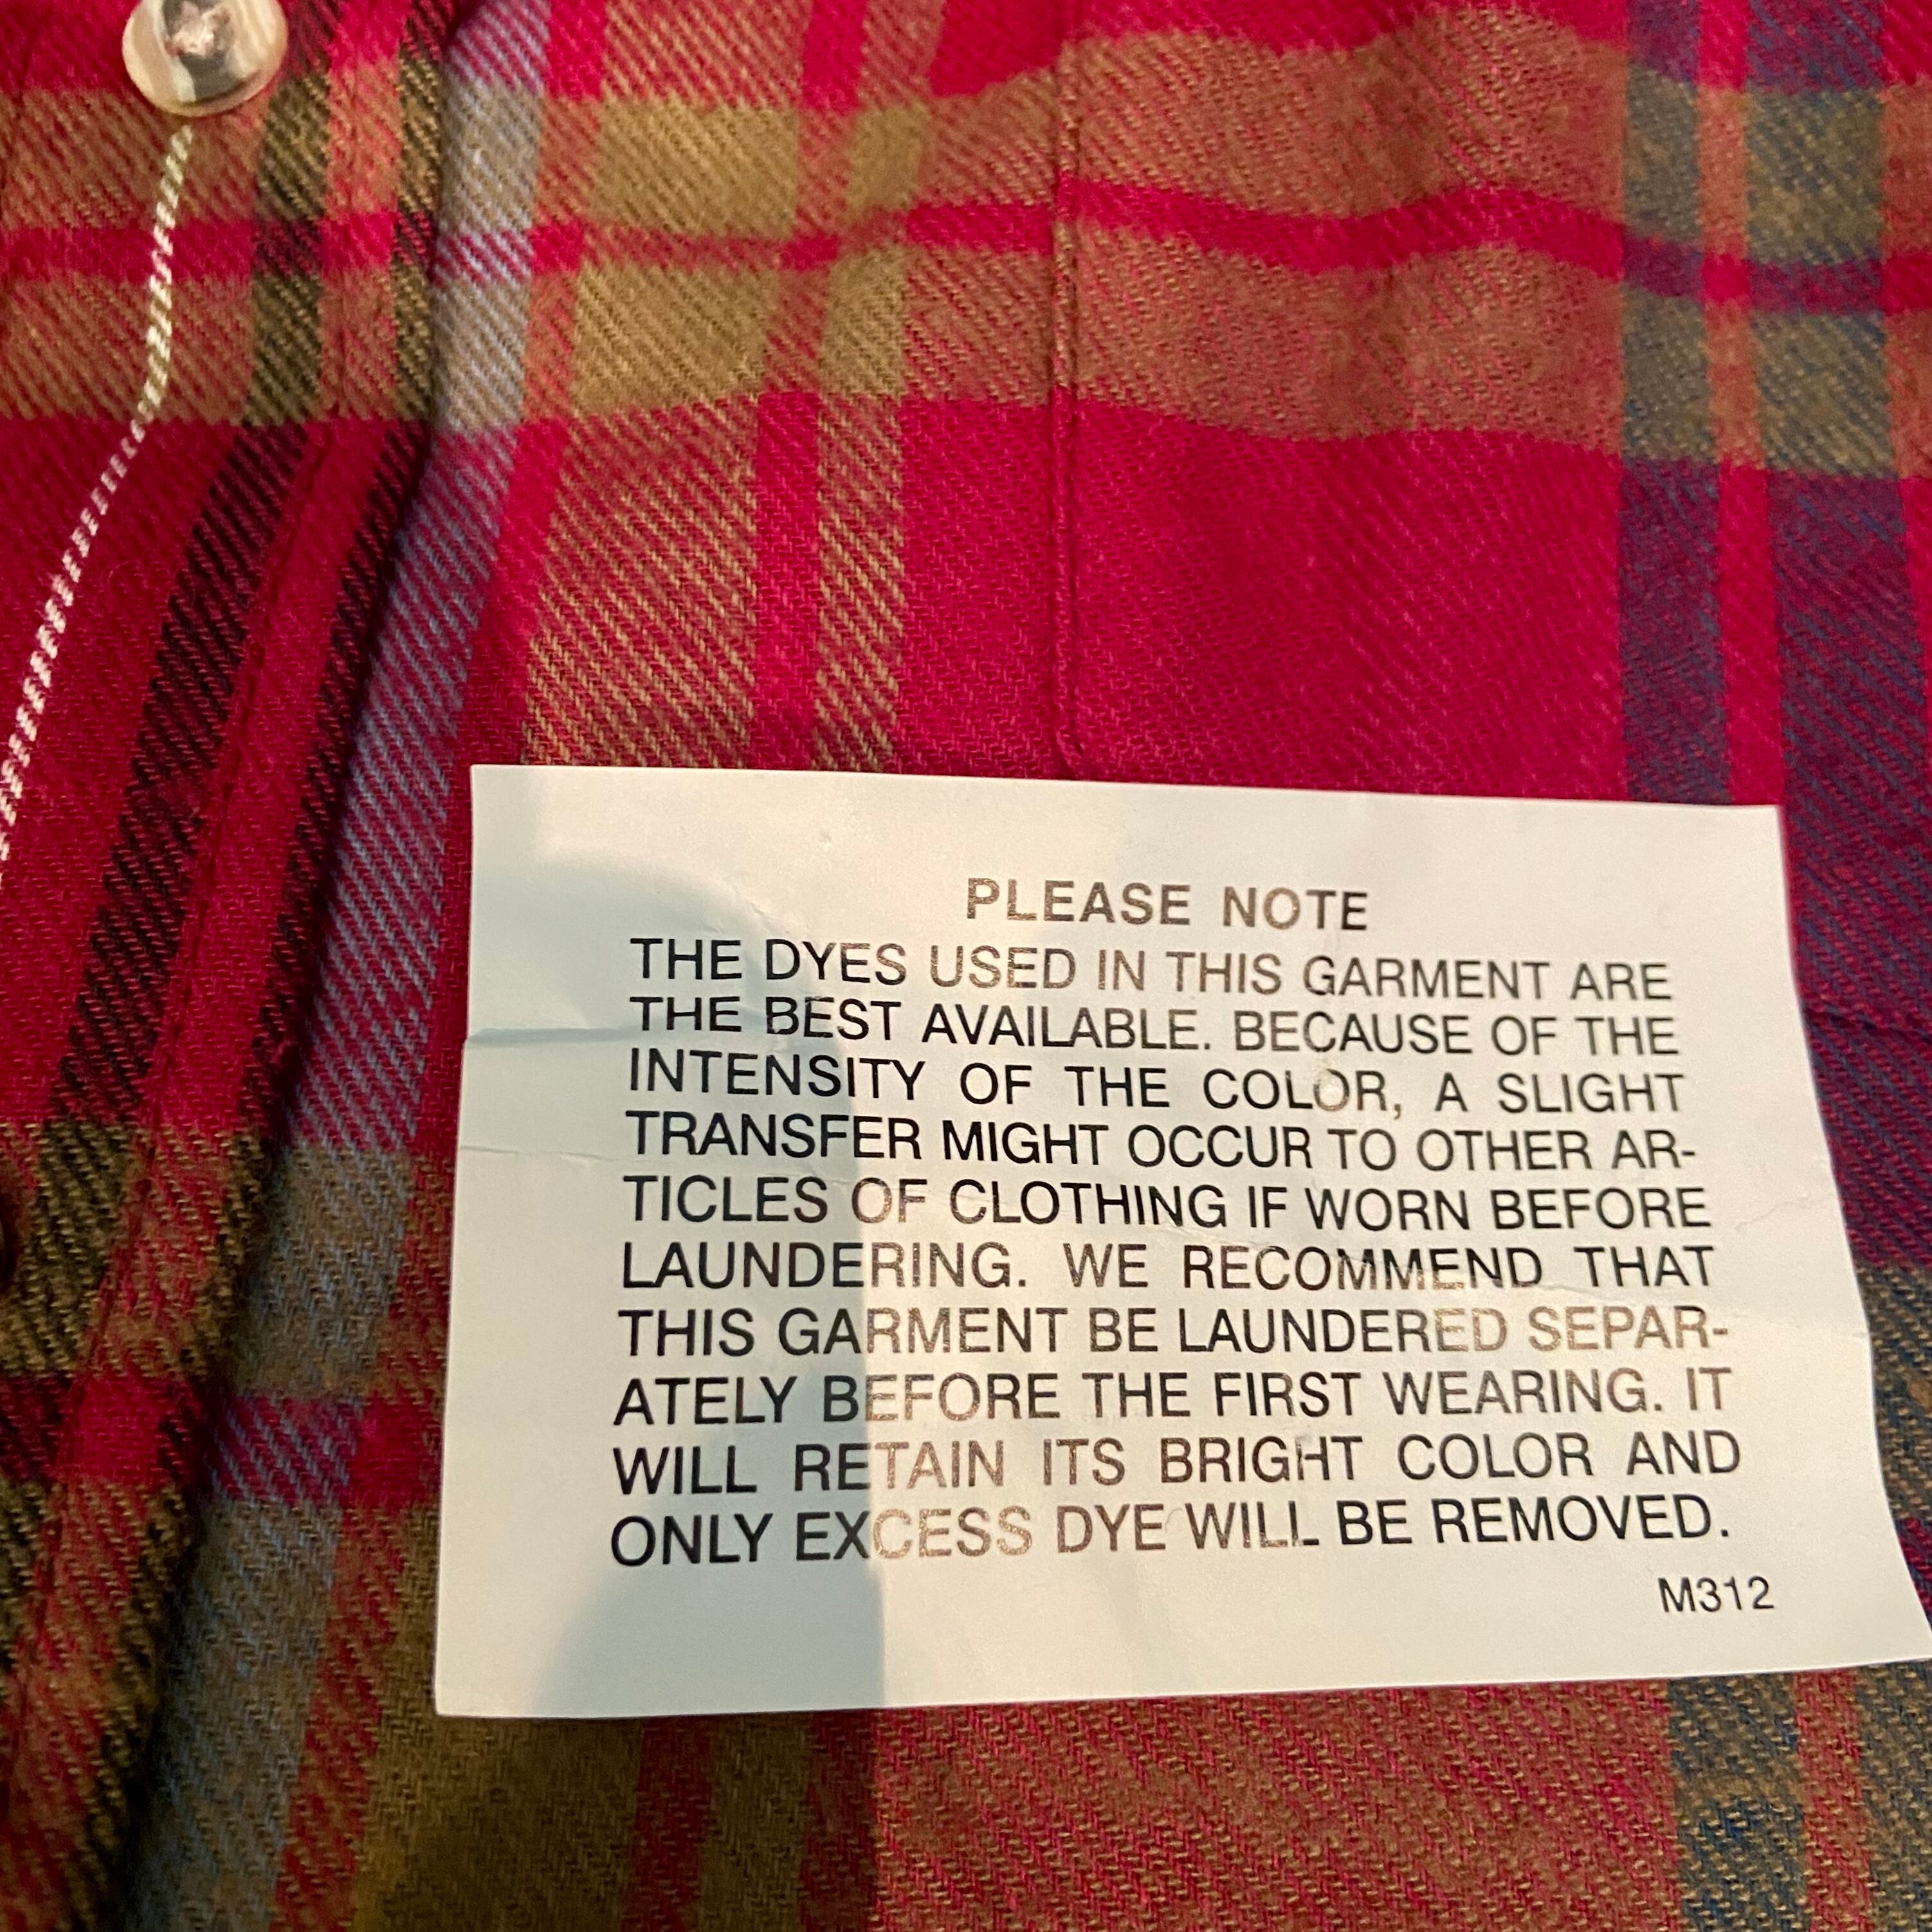 PLEASE NOTE
THE DYES USED IN THIS GARMENT ARE
THE BEST AVAILABLE. BECAUSE OF THE
INTENSITY OF THE COLOR, A SLIGHT
TRANSFER MIGHT OCCUR TO OTHER AR-
TICLES OF CLOTHING IF WORN BEFORE
LAUNDERING. WE RECOMMEND THAT
THIS GARMENT BE LAUNDERED SEPAR-
ATELY BEFORE THE FIRST WEARING. IT
WILL RETAIN ITS BRIGHT COLOR AND
ONLY EXCESS DYE WILL BE REMOVED.
M312